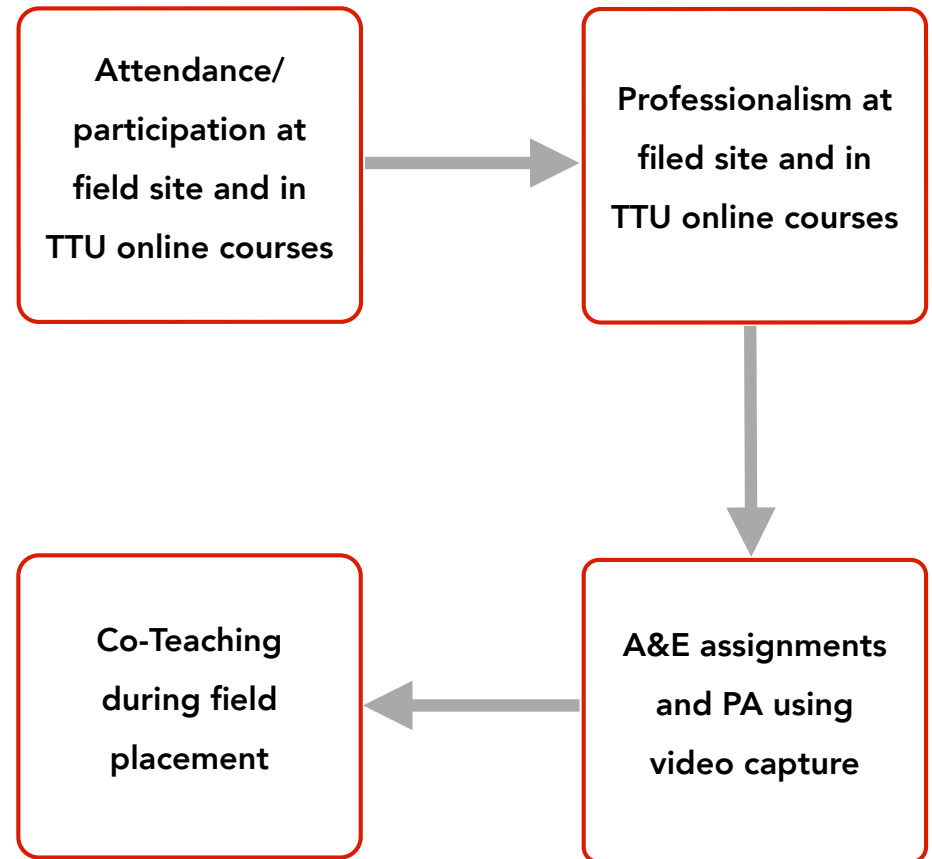 Attendance/
participation at
field site and in
TTU online courses
Professionalism at
filed site and in
TTU online courses
A&E assignments
and PA using
video capture
Co-Teaching
during field
placement